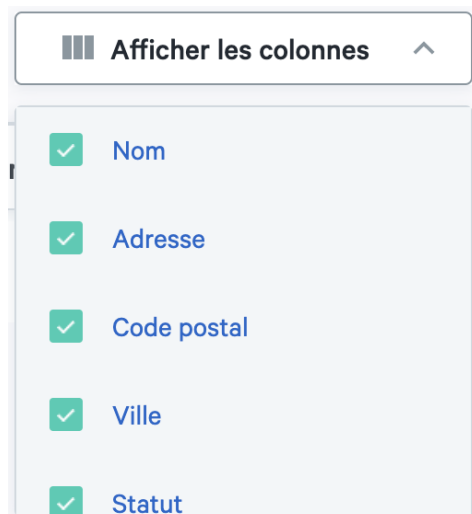 Afficher les colonnes
Nom
Adresse
Code postal
Ville
Statut